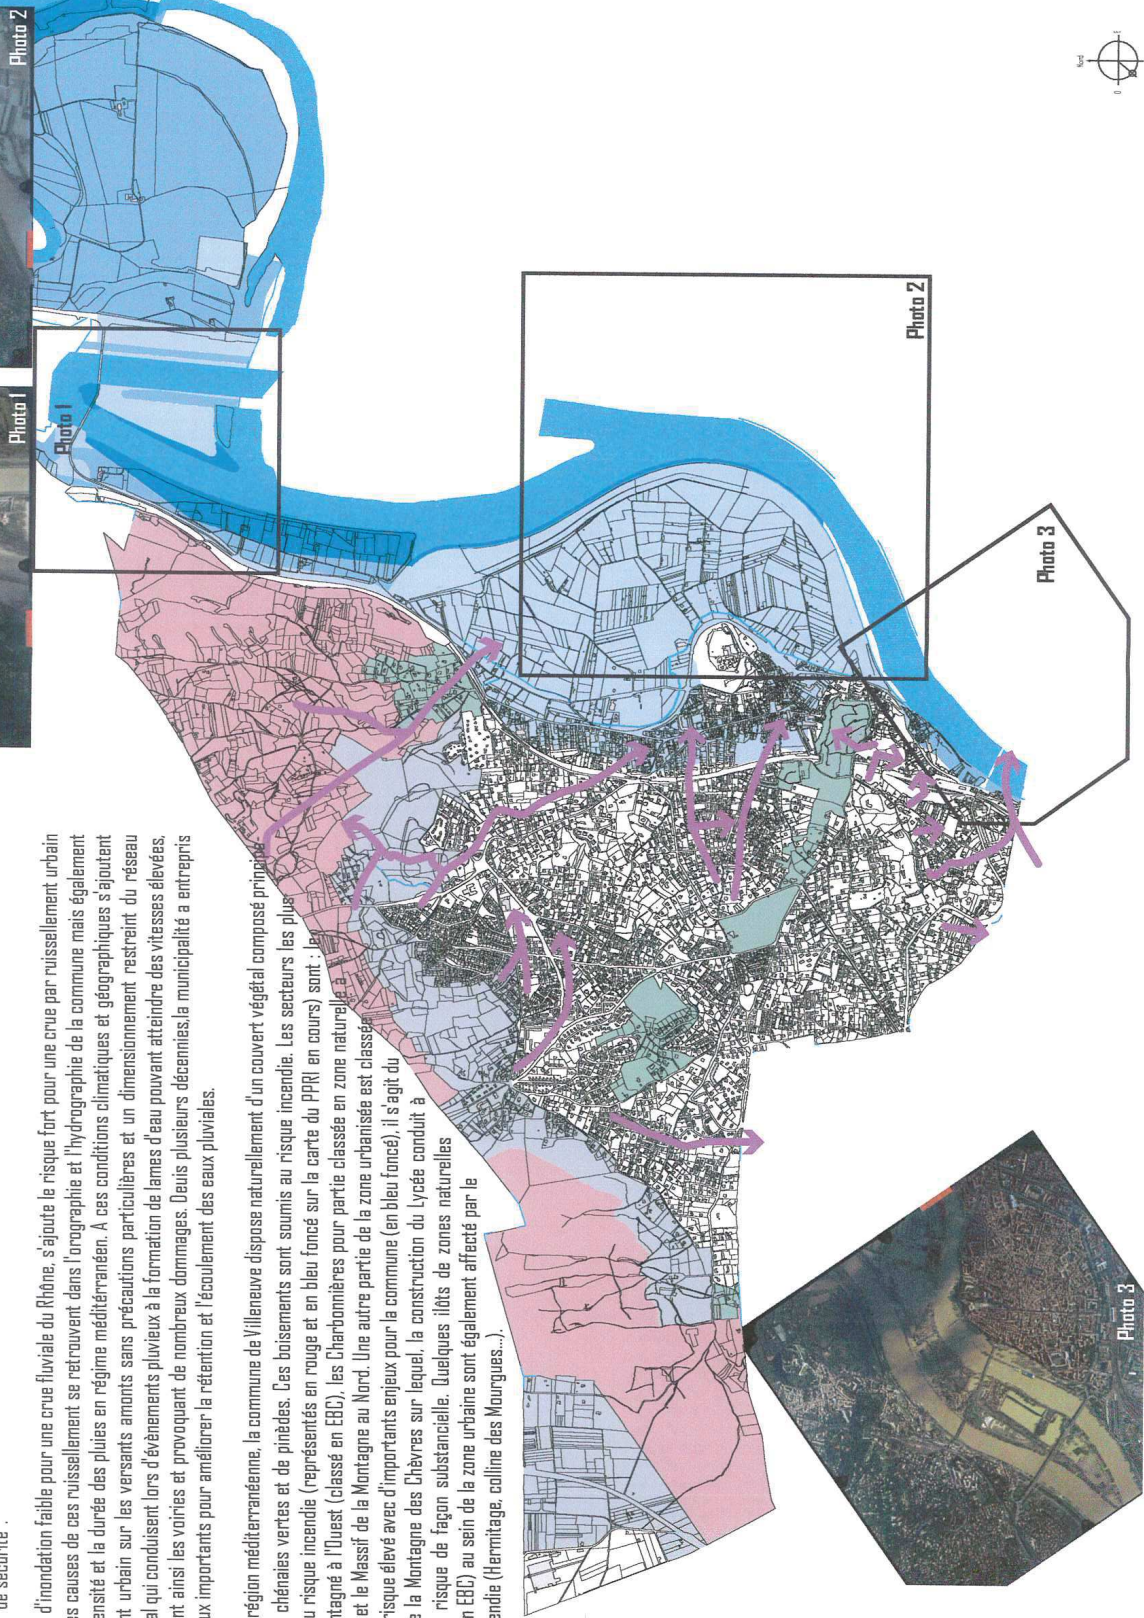 de sécurité .
d'inondation faible pour une crue fluviale du Rhône, s'ajoute le risque fort pour une crue par ruissellement urbain
es causes de ces ruissellement se retrouvent dans l'orographie et l'hydrographie de la commune mais également
ensité et la durée des pluies en régime méditerranéen. A ces conditions climatiques et géographiques s'ajoutent
nt urbain sur les versants amonts sans précautions particulières et un dimensionnement restreint du réseau
al qui conduisent lors d'évènements pluvieux à la formation de lames d'eau pouvant atteindre des vitesses élevées,
nt ainsi les voiries et provoquant de nombreux dommages. Deuis plusieurs décennies,la municipalité a entrepris
ux importants pour améliorer la rétention et l'écoulement des eaux pluviales.
région méditerranéenne, la commune de Villeneuve dispose naturellement d'un couvert végétal composé principale
chênaies vertes et de pinèdes. Ces boisements sont soumis au risque incendie. Les secteurs les plus
u risque incendie (représentés en rouge et en bleu foncé sur la carte du PPRI en cours) sont : le
ntagné à l'Ouest (classé en EBC), les Charbonnières pour partie classée en zone naturelle à l'
et le Massif de la Montagne au Nord. Une autre partie de la zone urbanisée est classée
risque élevé avec d'importants enjeux pour la commune (en bleu foncé), il s'agit du
e la Montagne des Chèvres sur lequel, la construction du Lycée conduit à
risque de façon substancielle. Quelques ilôts de zones naturelles
n EBC) au sein de la zone urbaine sont également affecté par le
endie (Hermitage, colline des Mourgues...).
Photo 1
Photo 2
Photo 1
Photo 2
Photo 3
Photo 3
Nord
O
E